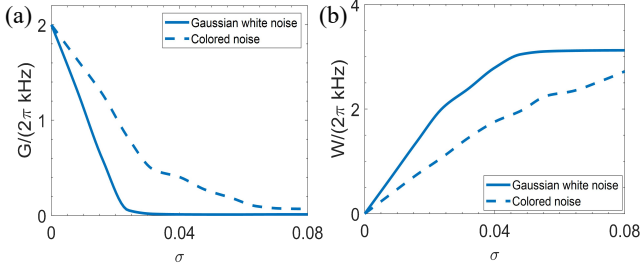 (a)
G/(2π kHz)
2
1
0
0
0.04
0.08
σ
Gaussian white noise
Colored noise
(b)
W/(2π kHz)
4
2
0
0
0.04
0.08
σ
Gaussian white noise
Colored noise